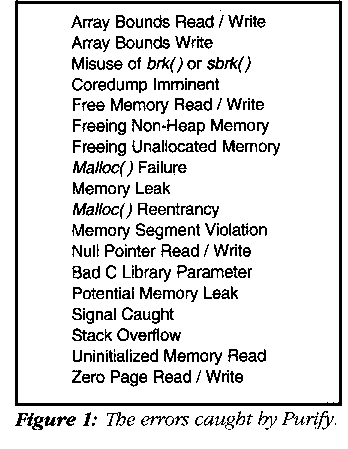 Array Bounds Read / Write
Array Bounds Write
Misuse of brk() or sbrk()
Coredump Imminent
Free Memory Read / Write
Freeing Non-Heap Memory
Freeing Unallocated Memory
Malloc() Failure
Memory Leak
Malloc() Reentrancy
Memory Segment Violation
Null Pointer Read / Write
Bad C Library Parameter
Potential Memory Leak
Signal Caught
Stack Overflow
Uninitialized Memory Read
Zero Page Read / Write
Figure 1: The errors caught by Purify.